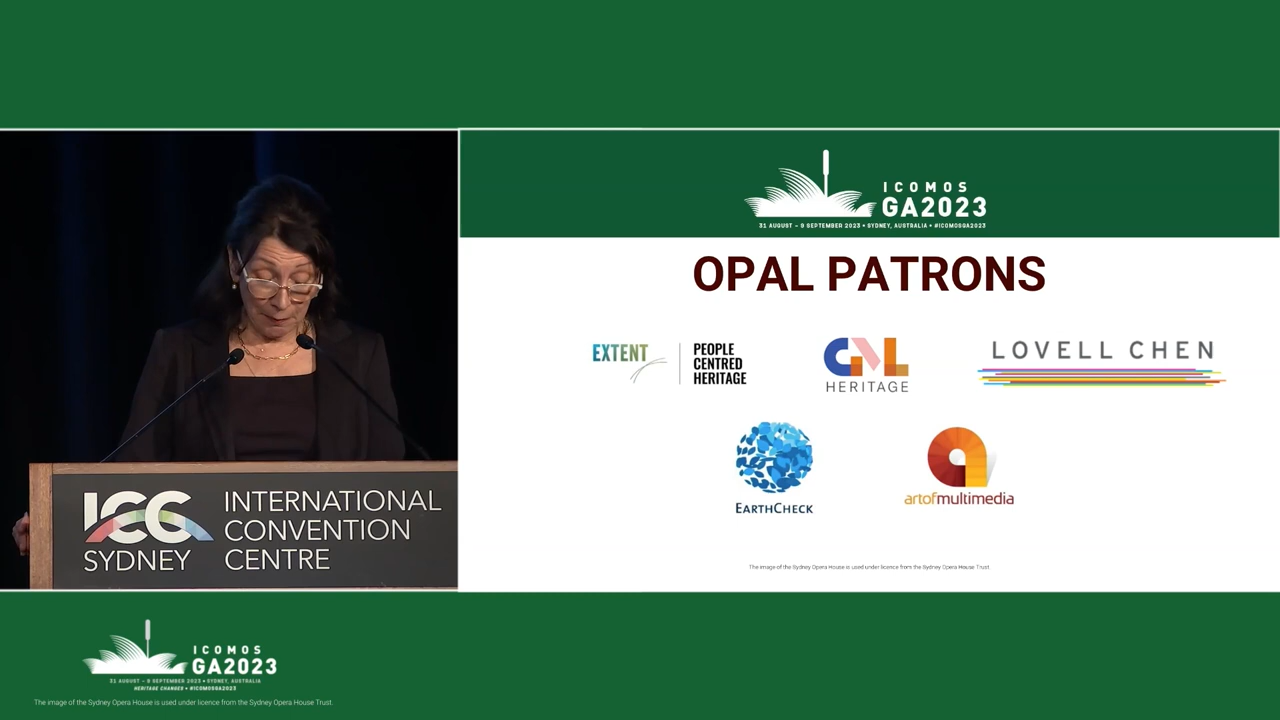 ICOMOS
GA2023
31 AUGUST – 9 SEPTEMBER 2023 • SYDNEY, AUSTRALIA • #ICOMOSGA2023
OPAL PATRONS
EXTENT
PEOPLE
CENTRED
HERITAGE
GML
HERITAGE
LOVELL CHEN
EARTHCHECK
artofmultimedia
The image of the Sydney Opera House is used under licence from the Sydney Opera House Trust
ICC
SYDNEY
INTERNATIONAL
CONVENTION
CENTRE
ICOMOS
GA2023
31 AUGUST – 9 SEPTEMBER 2023 • SYDNEY, AUSTRALIA
HERITAGE CHANGES • #ICOMOSGA2023
The image of the Sydney Opera House is used under licence from the Sydney Opera House Trust.